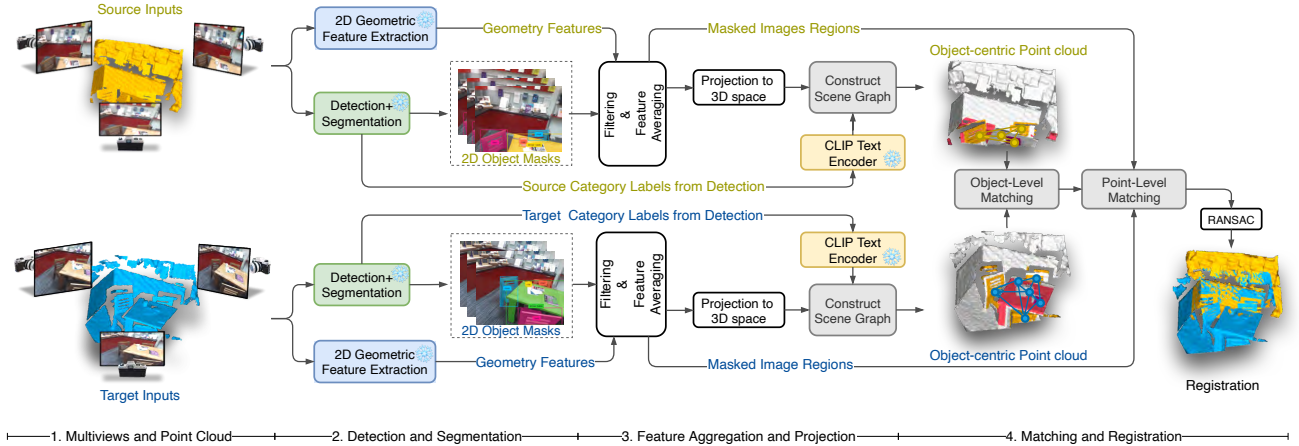 Source Inputs
2D Geometric
Feature Extraction
Geometry Features
Masked Images Regions
Object-centric Point cloud
Detection+
Segmentation
2D Object Masks
Filtering
&
Feature
Averaging
Projection to
3D space
Construct
Scene Graph
CLIP Text
Encoder
Source Category Labels from Detection
Object-Level
Matching
Point-Level
Matching
RANSAC
Target  Category Labels from Detection
Detection+
Segmentation
2D Object Masks
Filtering
&
Feature
Averaging
CLIP Text
Encoder
Projection to
3D space
Construct
Scene Graph
2D Geometric
Feature Extraction
Geometry Features
Masked Image Regions
Object-centric Point cloud
Target Inputs
Registration
1. Multiviews and Point Cloud
2. Detection and Segmentation
3. Feature Aggregation and Projection
4. Matching and Registration